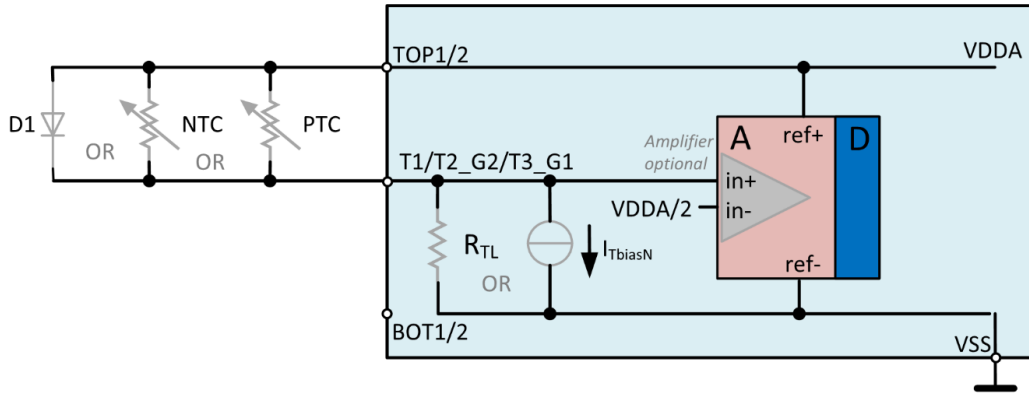 TOP1/2
VDDA
D1
OR
NTC
OR
PTC
Amplifier
optional
A
ref+
D
T1/T2_G2/T3_G1
in+
VDDA/2
in-
RTL
OR
ITbiasN
ref-
BOT1/2
VSS